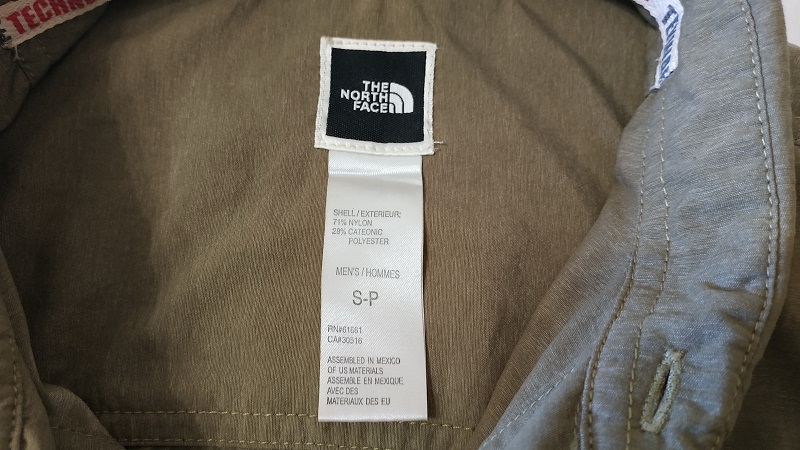 TECHN
THE
NORTH
FACE
SHELL / EXTERIEUR:
71% NYLON
29% CATEONIC
POLYESTER
MEN'S / HOMMES
S-P
RN#61661
CA#30516
ASSEMBLED IN MEXICO
OF US MATERIALS
ASSEMBLE EN MEXIQUE
AVEC DES
MATERIAUX DES EU